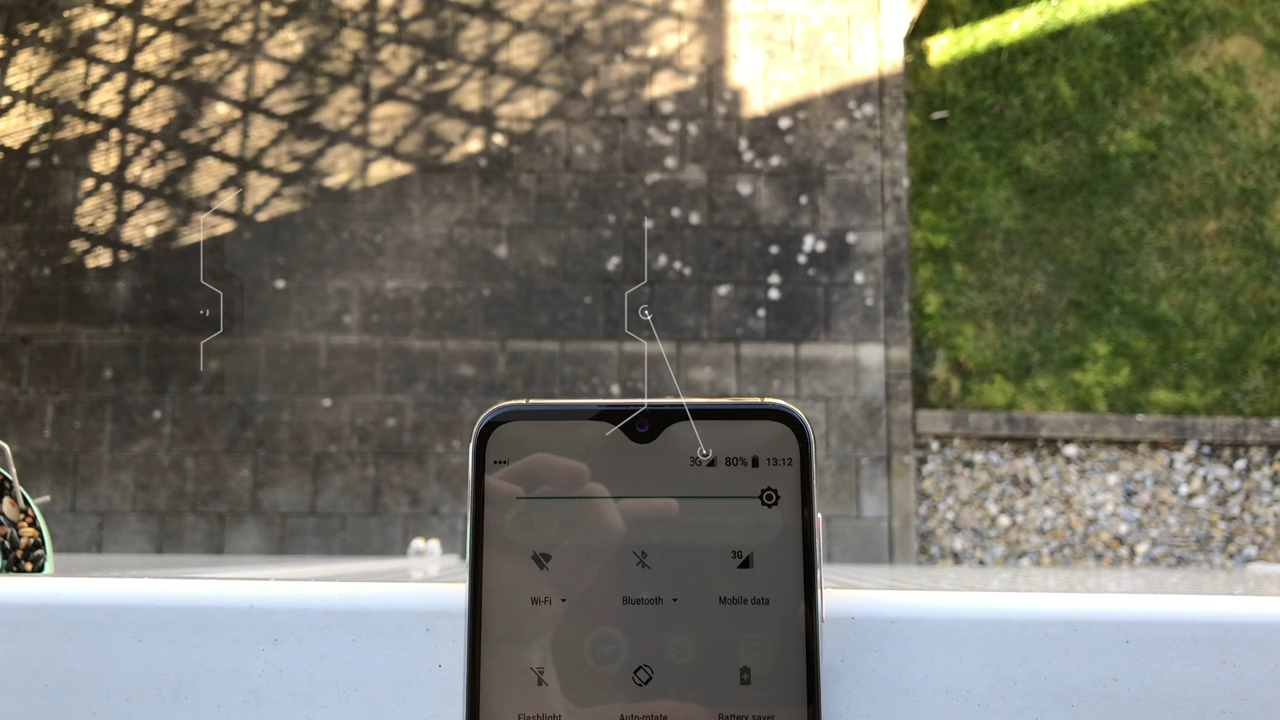 3G 80% 13:12
3G
Wi-Fi Bluetooth Mobile data
Flashlight Auto-rotate Battery saver